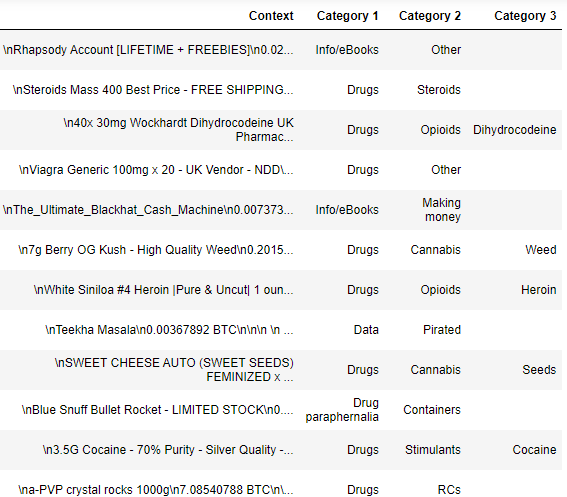 Context Category 1 Category 2 Category 3
\nRhapsody Account [LIFETIME + FREEBIES]\n0.02... Info/eBooks Other
\nSteroids Mass 400 Best Price - FREE SHIPPING... Drugs Steroids
\n40x 30mg Wockhardt Dihydrocodeine UK
Pharmac... Drugs Opioids Dihydrocodeine
\nViagra Generic 100mg x 20 - UK Vendor - NDD\... Drugs Other
\nThe_Ultimate_Blackhat_Cash_Machine\n0.007373... Info/eBooks Making
money
\n7g Berry OG Kush - High Quality Weed\n0.2015... Drugs Cannabis Weed
\nWhite Siniloa #4 Heroin |Pure & Uncut| 1 oun... Drugs Opioids Heroin
\nTeekha Masala\n0.00367892 BTC\n\n\n \n ... Data Pirated
\nSWEET CHEESE AUTO (SWEET SEEDS)
FEMINIZED x ... Drugs Cannabis Seeds
\nBlue Snuff Bullet Rocket - LIMITED STOCK\n0.... Drug
paraphernalia Containers
\n3.5G Cocaine - 70% Purity - Silver Quality -... Drugs Stimulants Cocaine
\na-PVP crystal rocks 1000g\n7.08540788 BTC\n\... Drugs RCs